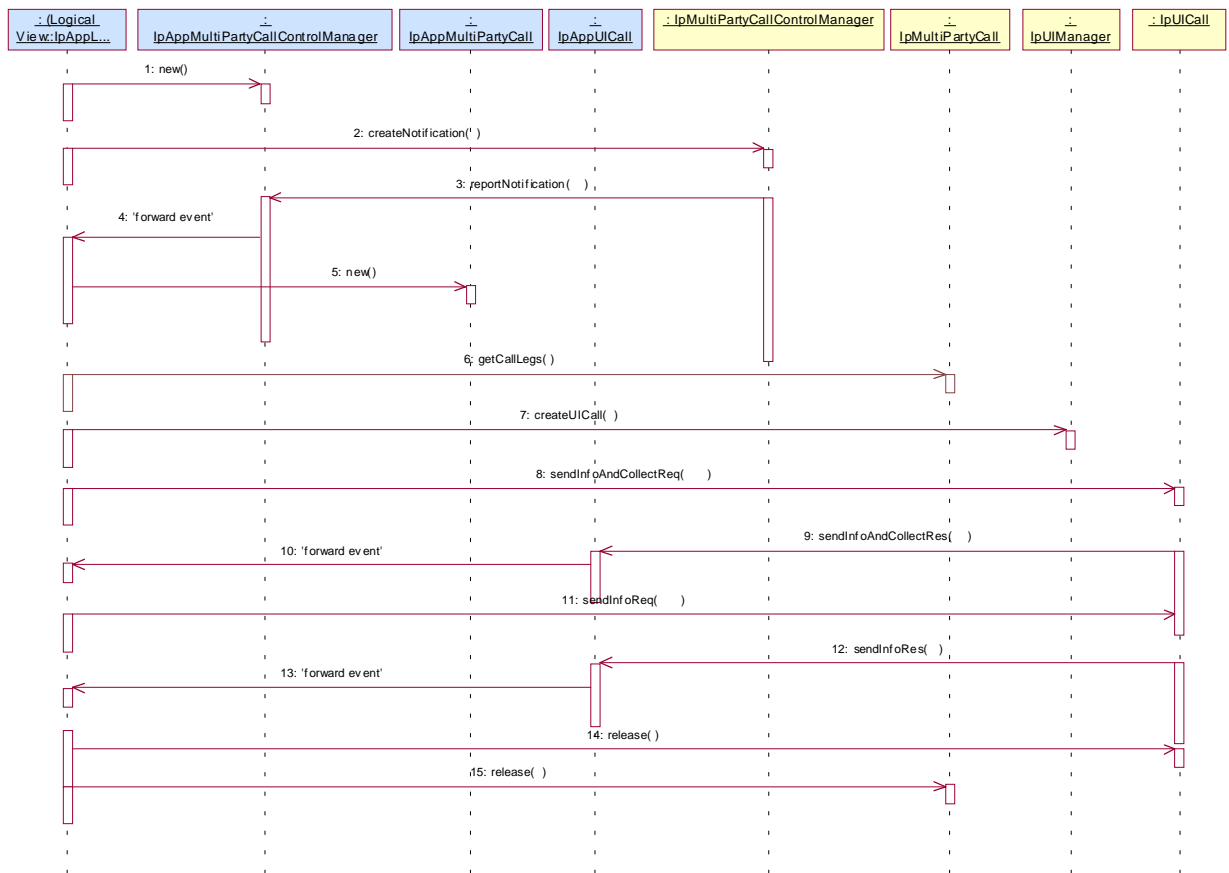 : (Logical
View::IpAppL...
:
IpAppMultiPartyCallControlManager
:
IpAppMultiPartyCall
:
IpAppUICall
: IpMultiPartyCallControlManager
:
IpMultiPartyCall
:
IpUIManager
: IpUICall
1: new()
2: createNotification( )
3: reportNotification( )
4: 'forward event'
5: new()
6: getCallLegs( )
7: createUICall( )
8: sendInfoAndCollectReq( )
9: sendInfoAndCollectRes( )
10: 'forward event'
11: sendInfoReq( )
12: sendInfoRes( )
13: 'forward event'
14: release( )
15: release( )